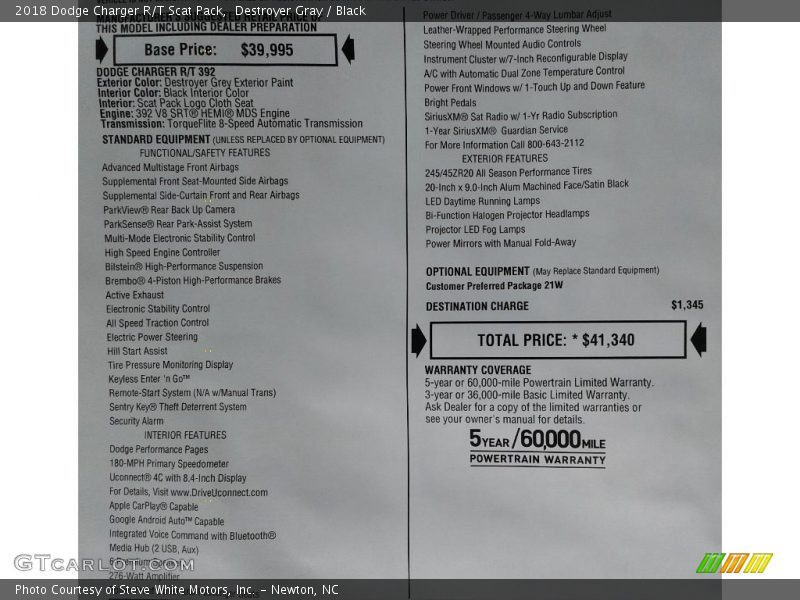 2018 Dodge Charger R/T Scat Pack,  Destroyer Gray / Black
MANUFACTURER'S SUGGESTED RETAIL PRICE OF
THIS MODEL INCLUDING DEALER PREPARATION
Base Price: $39,995
DODGE CHARGER R/T 392
Exterior Color: Destroyer Grey Exterior Paint
Interior Color: Black Interior Color
Interior: Scat Pack Logo Cloth Seat
Engine: 392 V8 SRT® HEMI® MDS Engine
Transmission: TorqueFlite 8-Speed Automatic Transmission
STANDARD EQUIPMENT (UNLESS REPLACED BY OPTIONAL EQUIPMENT)
FUNCTIONAL/SAFETY FEATURES
Advanced Multistage Front Airbags
Supplemental Front Seat-Mounted Side Airbags
Supplemental Side-Curtain Front and Rear Airbags
ParkView® Rear Back Up Camera
ParkSense® Rear Park-Assist System
Multi-Mode Electronic Stability Control
High Speed Engine Controller
Bilstein® High-Performance Suspension
Brembo® 4-Piston High-Performance Brakes
Active Exhaust
Electronic Stability Control
All Speed Traction Control
Electric Power Steering
Hill Start Assist
Tire Pressure Monitoring Display
Keyless Enter 'n Go™
Remote-Start System (N/A w/Manual Trans)
Sentry Key® Theft Deterrent System
Security Alarm
INTERIOR FEATURES
Dodge Performance Pages
180-MPH Primary Speedometer
Uconnect® 4C with 8.4-Inch Display
For Details, Visit www.DriveUconnect.com
Apple CarPlay® Capable
Google Android Auto™ Capable
Integrated Voice Command with Bluetooth®
Media Hub (2 USB, Aux)
276-Watt Amplifier
Power Driver / Passenger 4-Way Lumbar Adjust
Leather-Wrapped Performance Steering Wheel
Steering Wheel Mounted Audio Controls
Instrument Cluster w/7-Inch Reconfigurable Display
A/C with Automatic Dual Zone Temperature Control
Power Front Windows w/ 1-Touch Up and Down Feature
Bright Pedals
SiriusXM® Sat Radio w/ 1-Yr Radio Subscription
1-Year SiriusXM® Guardian Service
For More Information Call 800-643-2112
EXTERIOR FEATURES
245/45ZR20 All Season Performance Tires
20-Inch x 9.0-Inch Alum Machined Face/Satin Black
LED Daytime Running Lamps
Bi-Function Halogen Projector Headlamps
Projector LED Fog Lamps
Power Mirrors with Manual Fold-Away
OPTIONAL EQUIPMENT (May Replace Standard Equipment)
Customer Preferred Package 21W
DESTINATION CHARGE $1,345
TOTAL PRICE: * $41,340
WARRANTY COVERAGE
5-year or 60,000-mile Powertrain Limited Warranty.
3-year or 36,000-mile Basic Limited Warranty.
Ask Dealer for a copy of the limited warranties or
see your owner's manual for details.
5YEAR/60,000MILE
POWERTRAIN WARRANTY
GTcarlot.com
Photo Courtesy of Steve White Motors, Inc. – Newton, NC